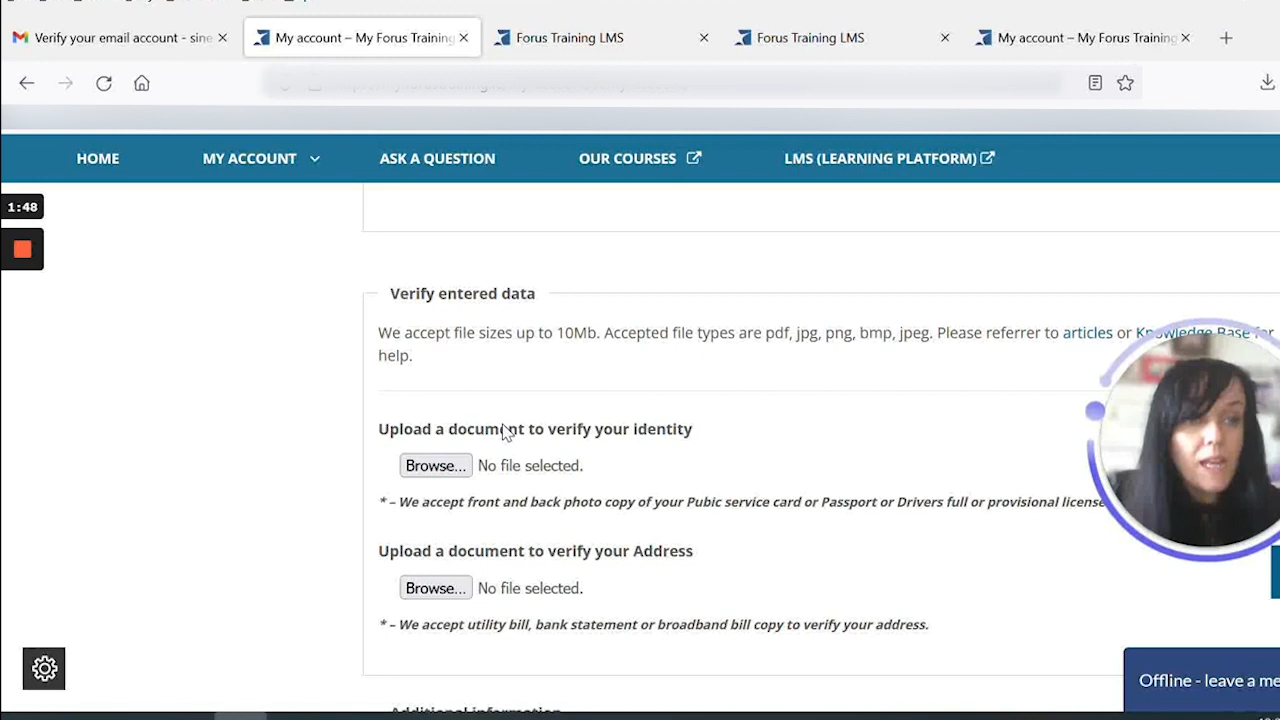 Verify your email account - sine
My account – My Forus Training
Forus Training LMS
Forus Training LMS
My account – My Forus Training
HOME
MY ACCOUNT
ASK A QUESTION
OUR COURSES
LMS (LEARNING PLATFORM)
1:48
Verify entered data
We accept file sizes up to 10Mb. Accepted file types are pdf, jpg, png, bmp, jpeg. Please referrer to articles or Knowledge Base for
help.
Upload a document to verify your identity
Browse... No file selected.
* – We accept front and back photo copy of your Pubic service card or Passport or Drivers full or provisional license
Upload a document to verify your Address
Browse... No file selected.
* – We accept utility bill, bank statement or broadband bill copy to verify your address.
Offline - leave a me
Additional information